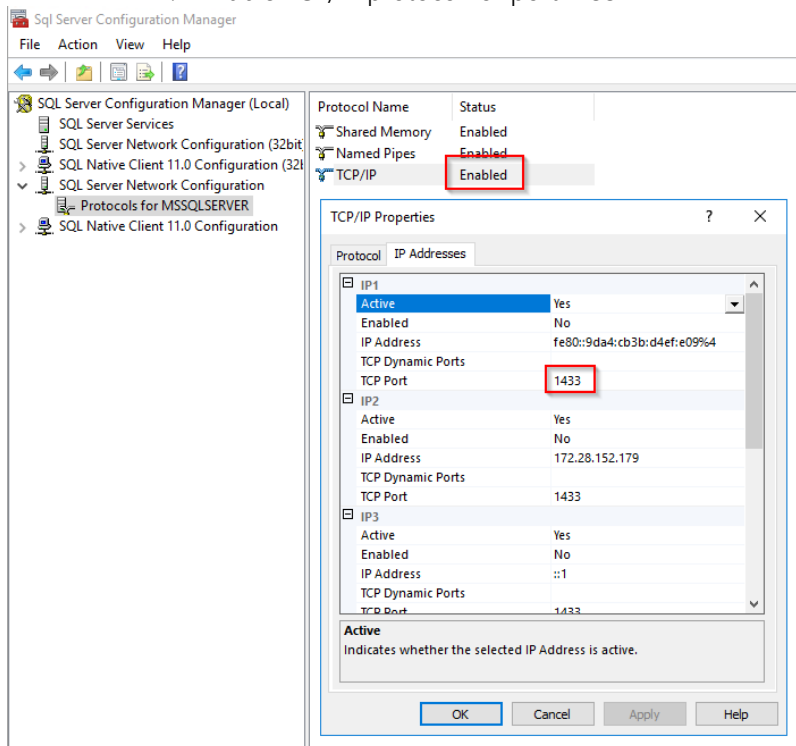 Sql Server Configuration Manager
File Action View Help
SQL Server Configuration Manager (Local)
SQL Server Services
SQL Server Network Configuration (32bit
SQL Native Client 11.0 Configuration (32b
SQL Server Network Configuration
Protocols for MSSQLSERVER
SQL Native Client 11.0 Configuration
Protocol Name Status
Shared Memory Enabled
Named Pipes Enabled
TCP/IP Enabled
TCP/IP Properties ?
Protocol IP Addresses
IP1
Active Yes
Enabled No
IP Address fe80::9da4:cb3b:d4ef:e09%4
TCP Dynamic Ports
TCP Port 1433
IP2
Active Yes
Enabled No
IP Address 172.28.152.179
TCP Dynamic Ports
TCP Port 1433
IP3
Active Yes
Enabled No
IP Address ::1
TCP Dynamic Ports
TCP Port 1433
Active
Indicates whether the selected IP Address is active.
OK Cancel Apply Help